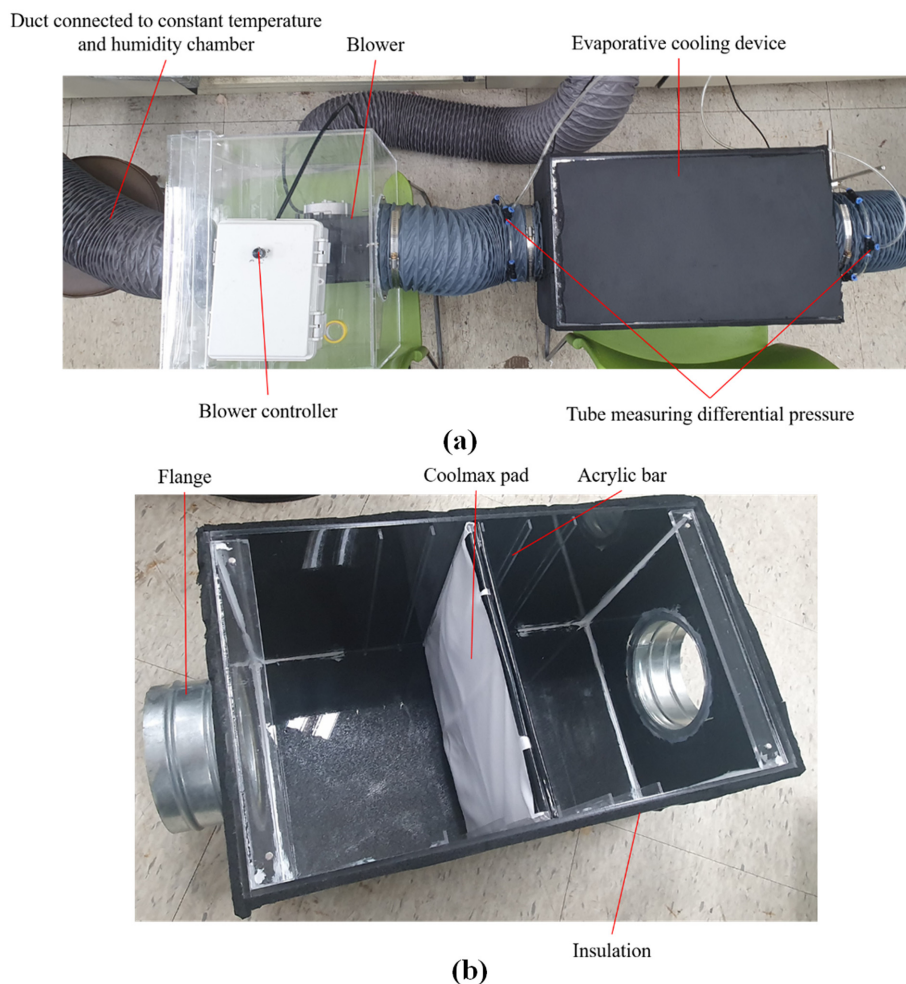 Duct connected to constant temperature
and humidity chamber
Blower
Evaporative cooling device
Blower controller
Tube measuring differential pressure
(a)
Flange
Coolmax pad
Acrylic bar
Insulation
(b)